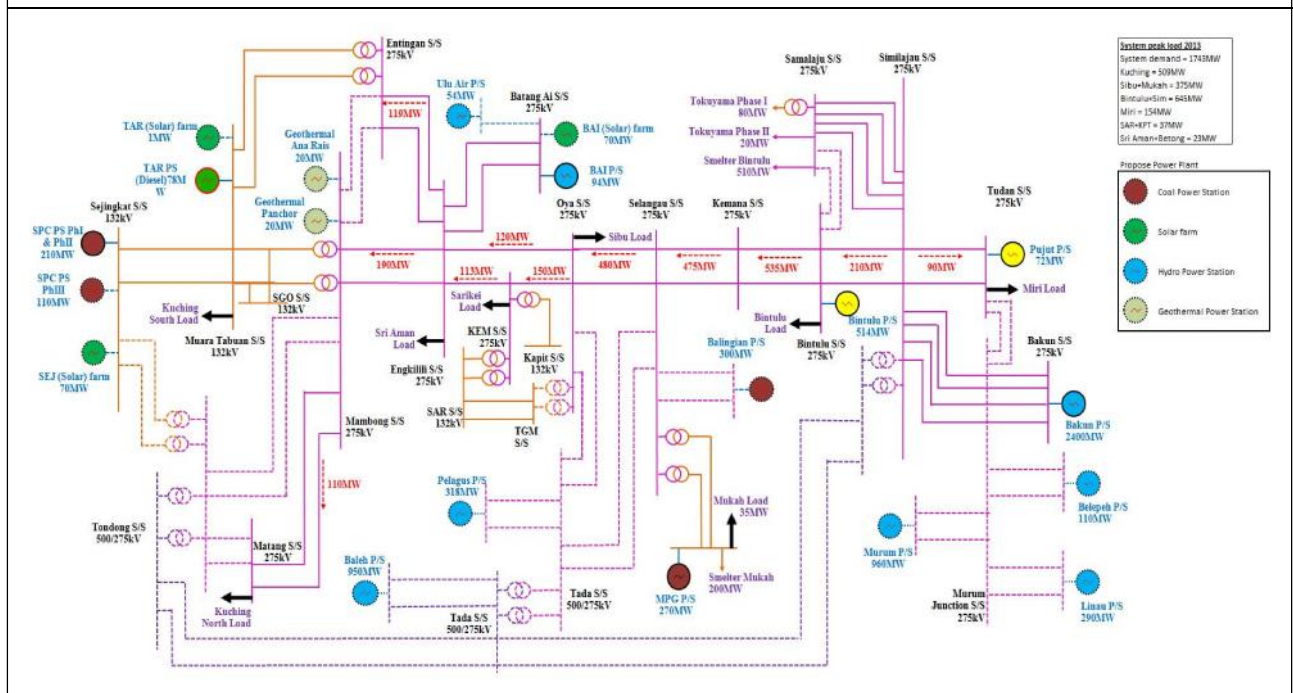 Entingan S/S
275kV
Ulu Air P/S
54MW
Batang Ai S/S
275kV
119MW
TAR (Solar) farm
1MW
Geothermal
Ana Rais
20MW
BAI (Solar) farm
70MW
TAR PS
(Diesel)78M
W
Geothermal
Panchor
20MW
BAI P/S
94MW
Sejingkat S/S
132kV
SPC PS PhI
& PhII
210MW
SPC PS
PhIII
110MW
SEJ (Solar) farm
70MW
Kuching
South Load
Muara Tabuan S/S
132kV
SGO S/S
132kV
190MW
120MW
113MW
150MW
480MW
475MW
535MW
210MW
90MW
Oya S/S
275kV
Selangau S/S
275kV
Kemana S/S
275kV
Sibu Load
Sarikei
Load
Sri Aman
Load
KEM S/S
275kV
Engkilili S/S
275kV
Kapit S/S
132kV
SAR S/S
132kV
TGM
S/S
Mambong S/S
275kV
110MW
Tondong S/S
500/275kV
Matang S/S
275kV
Kuching
North Load
Pelagus P/S
318MW
Baleh P/S
950MW
Tada S/S
500/275kV
Tada S/S
500/275kV
Mukah Load
35MW
Smelter Mukah
200MW
MPG P/S
270MW
Balingian P/S
300MW
Bintulu
Load
Bintulu P/S
514MW
Bintulu S/S
275kV
Samalaju S/S
275kV
Similajau S/S
275kV
Tokuyama Phase I
80MW
Tokuyama Phase II
20MW
Smelter Bintulu
510MW
Tudan S/S
275kV
Pujut P/S
72MW
Miri Load
Bakun S/S
275kV
Bakun P/S
2400MW
Belepeh P/S
110MW
Murum P/S
960MW
Murum
Junction S/S
275kV
Linau P/S
290MW
System peak load 2015
System demand = 1743MW
Kuching = 509MW
Sibu+Mukah = 375MW
Bintulu+Sim = 645MW
Miri = 154MW
SAR+KPT = 37MW
Sri Aman+Betong = 23MW
Propose Power Plant
Coal Power Station
Solar farm
Hydro Power Station
Geothermal Power Station